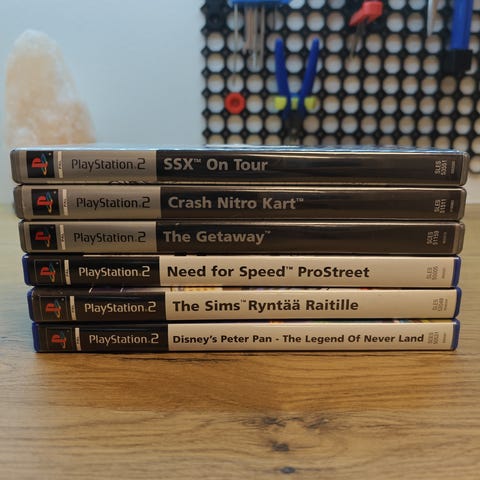 PlayStation.2 SSX™ On Tour
PlayStation.2 Crash Nitro Kart™
PlayStation.2 The Getaway™
PlayStation.2 Need for Speed™ ProStreet
PlayStation.2 The Sims™ Ryntää Raitille
PlayStation.2 Disney's Peter Pan - The Legend Of Never Land